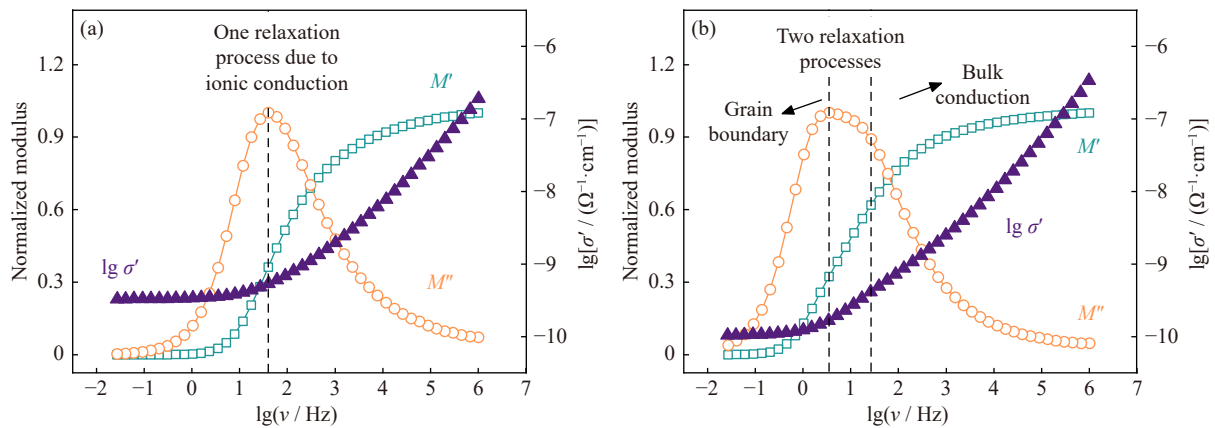 (a)
One relaxation
process due to
ionic conduction
M′
lg σ′
M″
Normalized modulus
1.2
0.9
0.6
0.3
0
−2 −1 0 1 2 3 4 5 6 7
lg(ν / Hz)
−6
−7
−8
−9
−10
lg[σ′ / (Ω⁻¹·cm⁻¹)]
(b)
Two relaxation
processes
Grain
boundary
Bulk
conduction
M′
lg σ′
M″
Normalized modulus
1.2
0.9
0.6
0.3
0
−2 −1 0 1 2 3 4 5 6 7
lg(ν / Hz)
−6
−7
−8
−9
−10
lg[σ′ / (Ω⁻¹·cm⁻¹)]